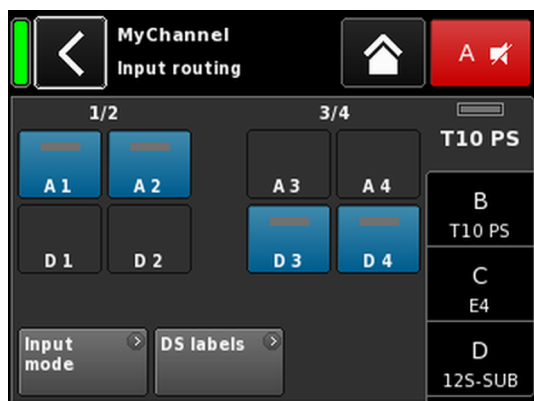 MyChannel
Input routing
A
1/2
3/4
T10 PS
A 1
A 2
A 3
A 4
B
T10 PS
D 1
D 2
D 3
D 4
C
E4
Input mode
DS labels
D
12S-SUB